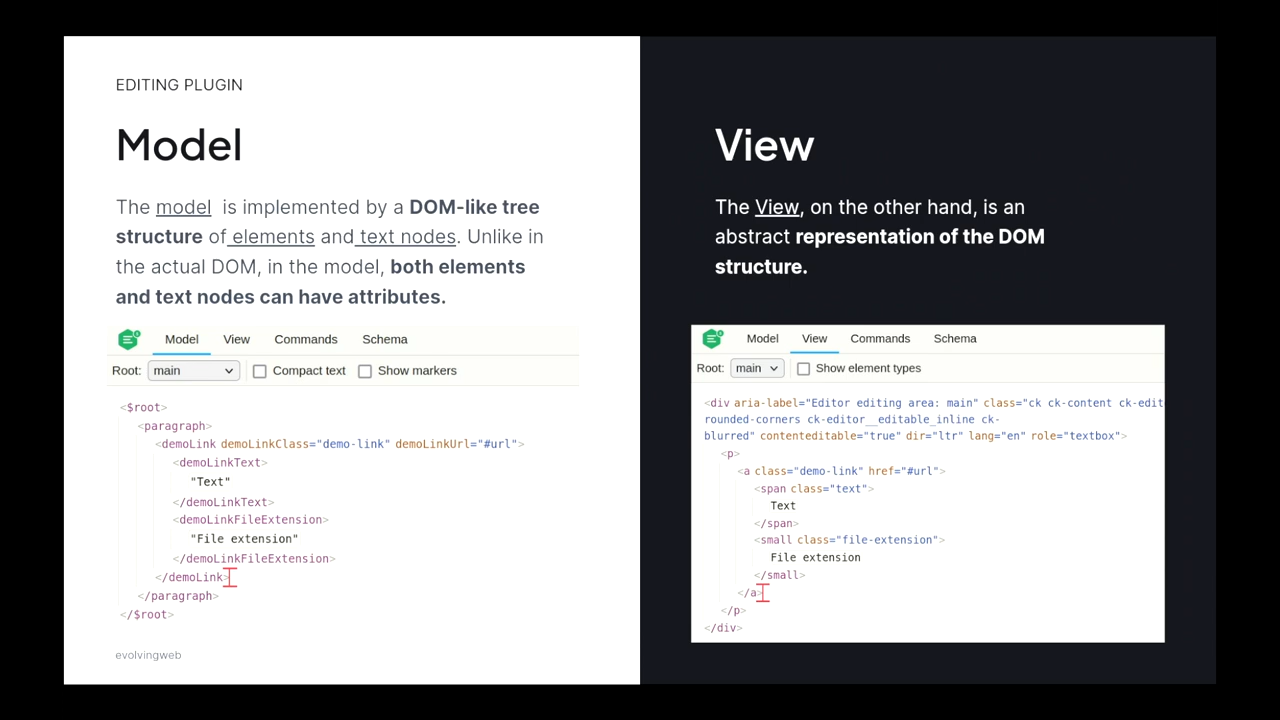 EDITING PLUGIN
Model
The model is implemented by a DOM-like tree
structure of elements and text nodes. Unlike in
the actual DOM, in the model, both elements
and text nodes can have attributes.
Model View Commands Schema
Root: main Compact text Show markers
<$root>
<paragraph>
<demoLink demoLinkClass="demo-link" demoLinkUrl="#url">
<demoLinkText>
"Text"
</demoLinkText>
<demoLinkFileExtension>
"File extension"
</demoLinkFileExtension>
</demoLink>
</paragraph>
</$root>
evolvingweb
View
The View, on the other hand, is an
abstract representation of the DOM
structure.
Model View Commands Schema
Root: main Show element types
<div aria-label="Editor editing area: main" class="ck ck-content ck-edit
rounded-corners ck-editor__editable_inline ck-
blurred" contenteditable="true" dir="ltr" lang="en" role="textbox">
<p>
<a class="demo-link" href="#url">
<span class="text">
Text
</span>
<small class="file-extension">
File extension
</small>
</a>
</p>
</div>